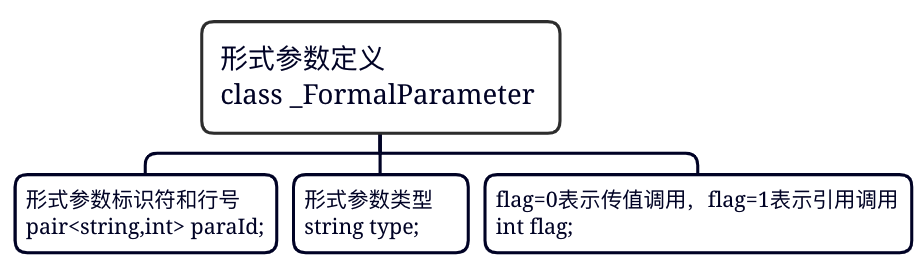 形式参数定义
class _FormalParameter
形式参数标识符和行号
pair<string,int> paraId;
形式参数类型
string type;
flag=0表示传值调用，flag=1表示引用调用
int flag;